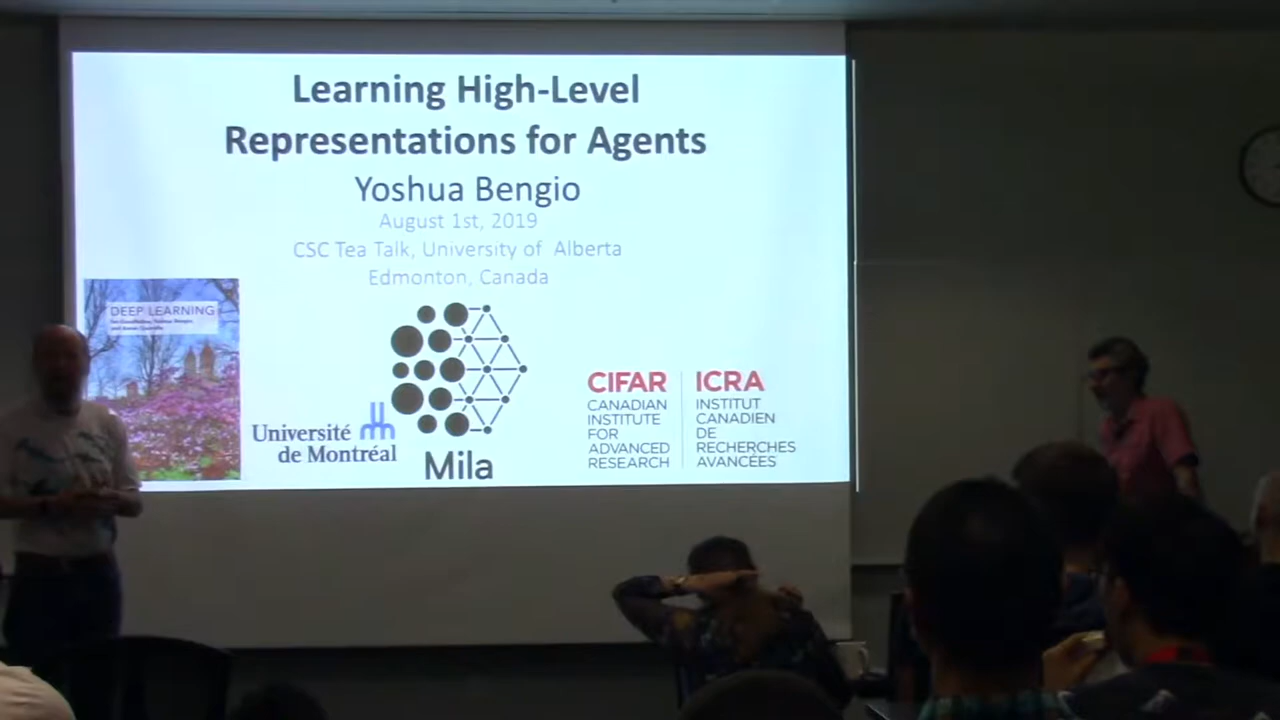 Learning High-Level
Representations for Agents
Yoshua Bengio
August 1st, 2019
CSC Tea Talk, University of Alberta
Edmonton, Canada
DEEP LEARNING
Université
de Montréal
Mila
CIFAR
CANADIAN
INSTITUTE
FOR
ADVANCED
RESEARCH
ICRA
INSTITUT
CANADIEN
DE
RECHERCHES
AVANCÉES